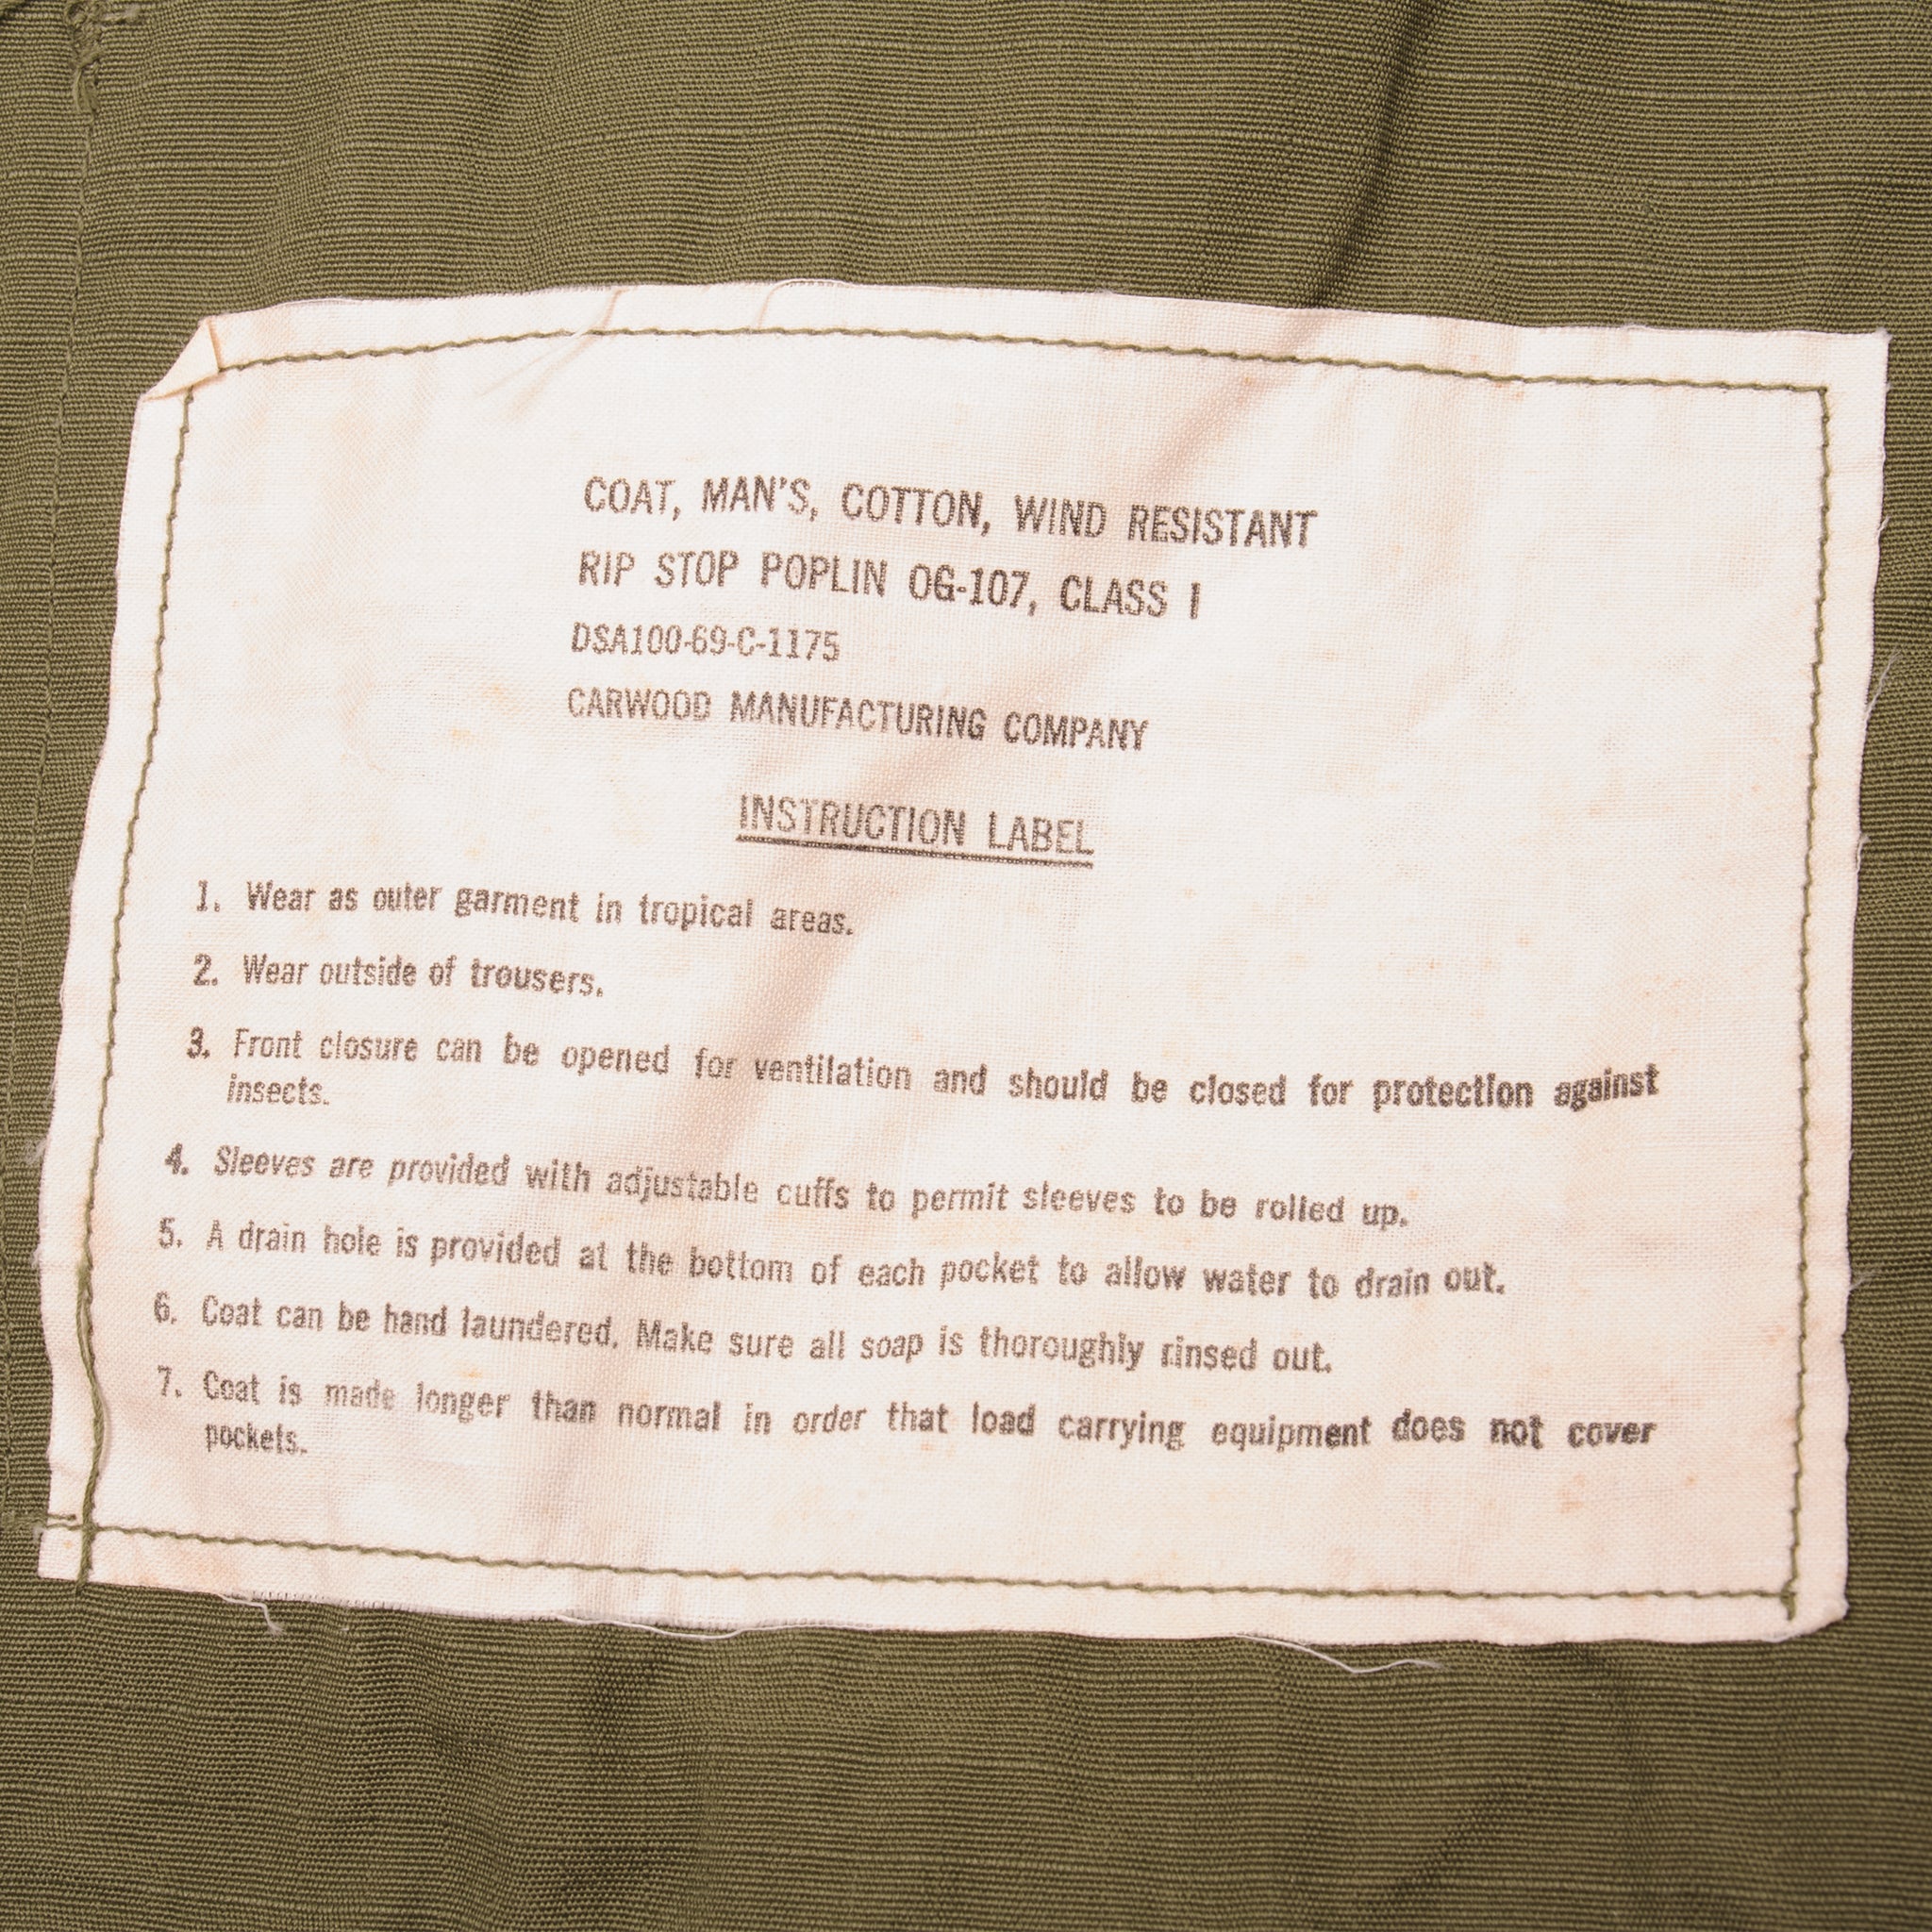 COAT, MAN'S, COTTON, WIND RESISTANT
RIP STOP POPLIN OG-107, CLASS I
DSA100-69-C-1175
CARWOOD MANUFACTURING COMPANY
INSTRUCTION LABEL
1. Wear as outer garment in tropical areas.
2. Wear outside of trousers.
3. Front closure can be opened for ventilation and should be closed for protection against
insects.
4. Sleeves are provided with adjustable cuffs to permit sleeves to be rolled up.
5. A drain hole is provided at the bottom of each pocket to allow water to drain out.
6. Coat can be hand laundered. Make sure all soap is thoroughly rinsed out.
7. Coat is made longer than normal in order that load carrying equipment does not cover
pockets.